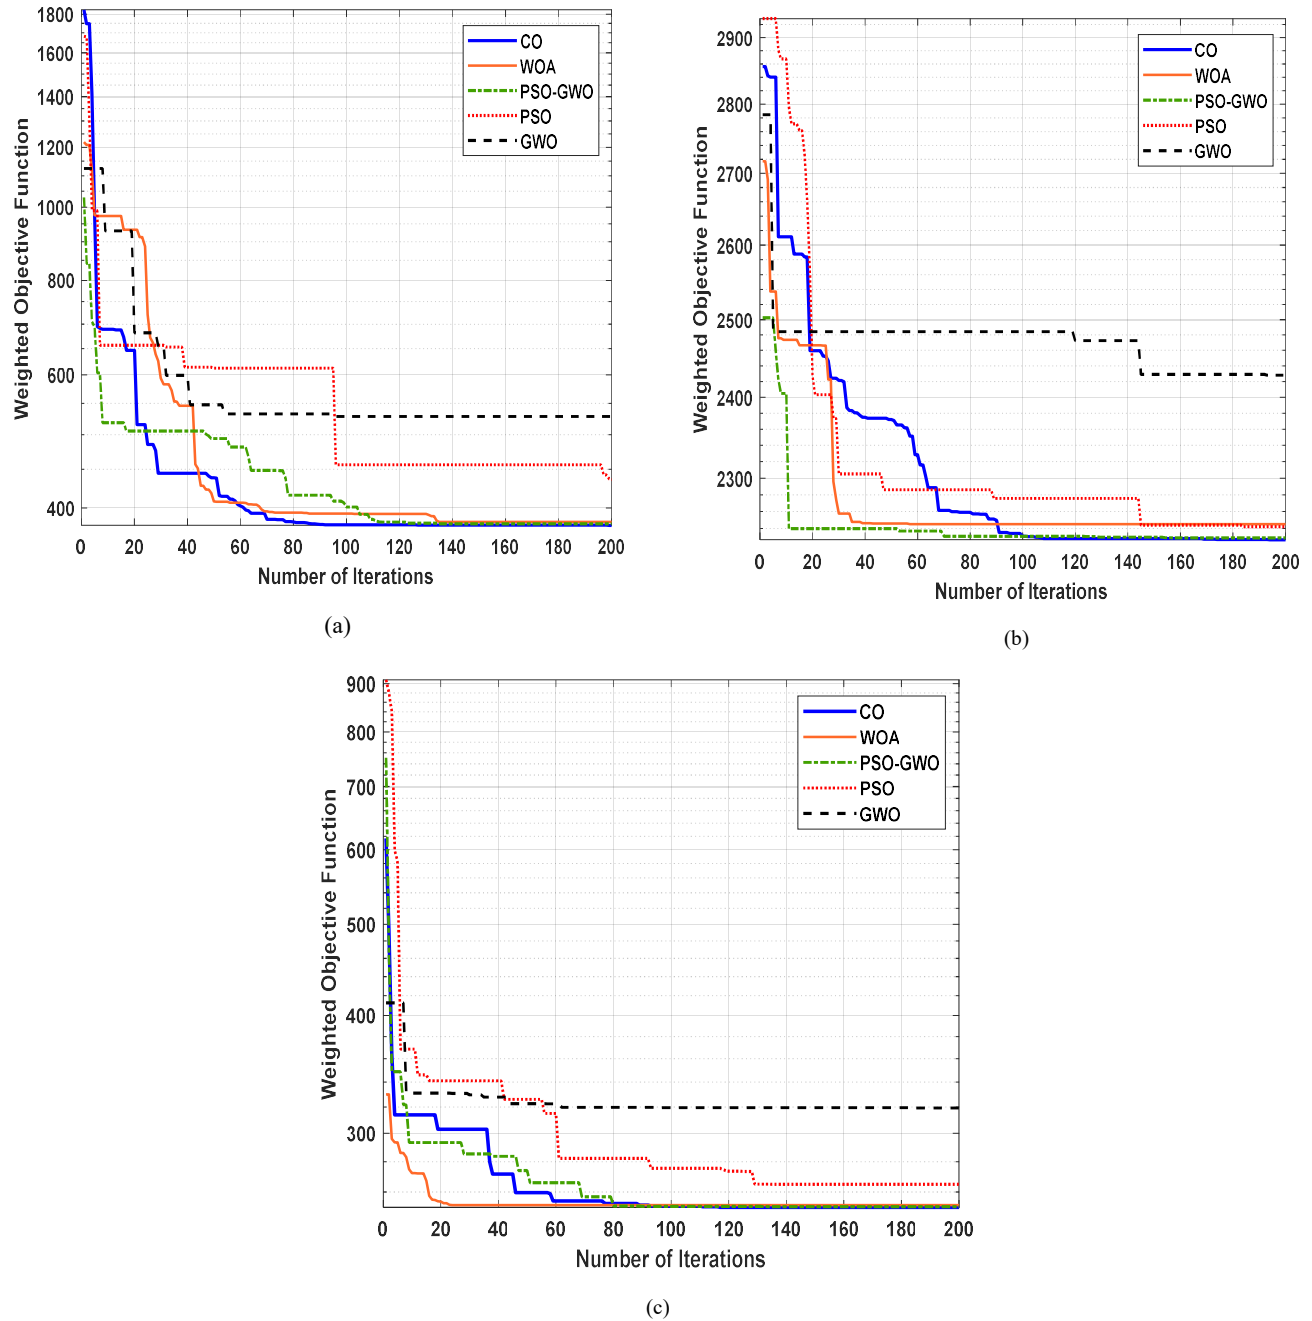 1800
1600
1400
1200
1000
800
600
400
Weighted Objective Function
CO
WOA
PSO-GWO
PSO
GWO
0 20 40 60 80 100 120 140 160 180 200
Number of Iterations
(a)
2900
2800
2700
2600
2500
2400
2300
Weighted Objective Function
CO
WOA
PSO-GWO
PSO
GWO
0 20 40 60 80 100 120 140 160 180 200
Number of Iterations
(b)
900
800
700
600
500
400
300
Weighted Objective Function
CO
WOA
PSO-GWO
PSO
GWO
0 20 40 60 80 100 120 140 160 180 200
Number of Iterations
(c)